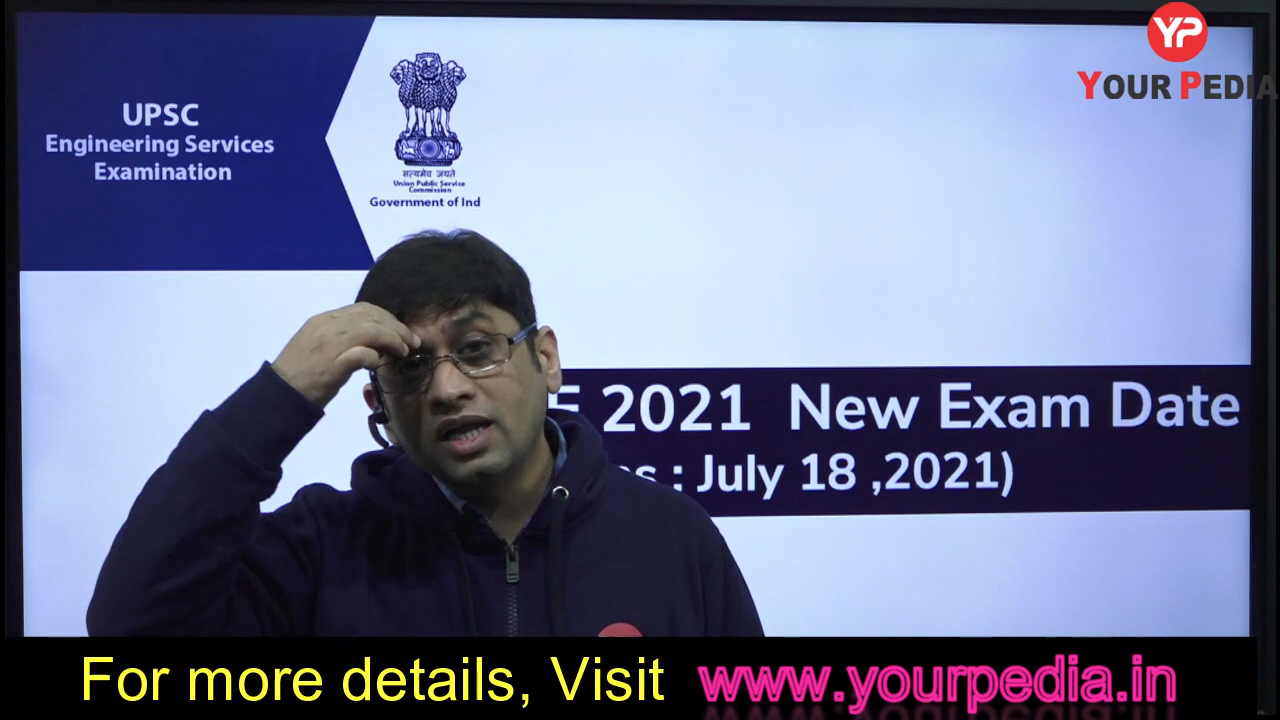 YP
YOUR PEDIA
UPSC
Engineering Services
Examination
सत्यमेव जयते
Union Public Service
Commission
Government of Ind
E 2021 New Exam Date
es : July 18 ,2021)
For more details, Visit www.yourpedia.in